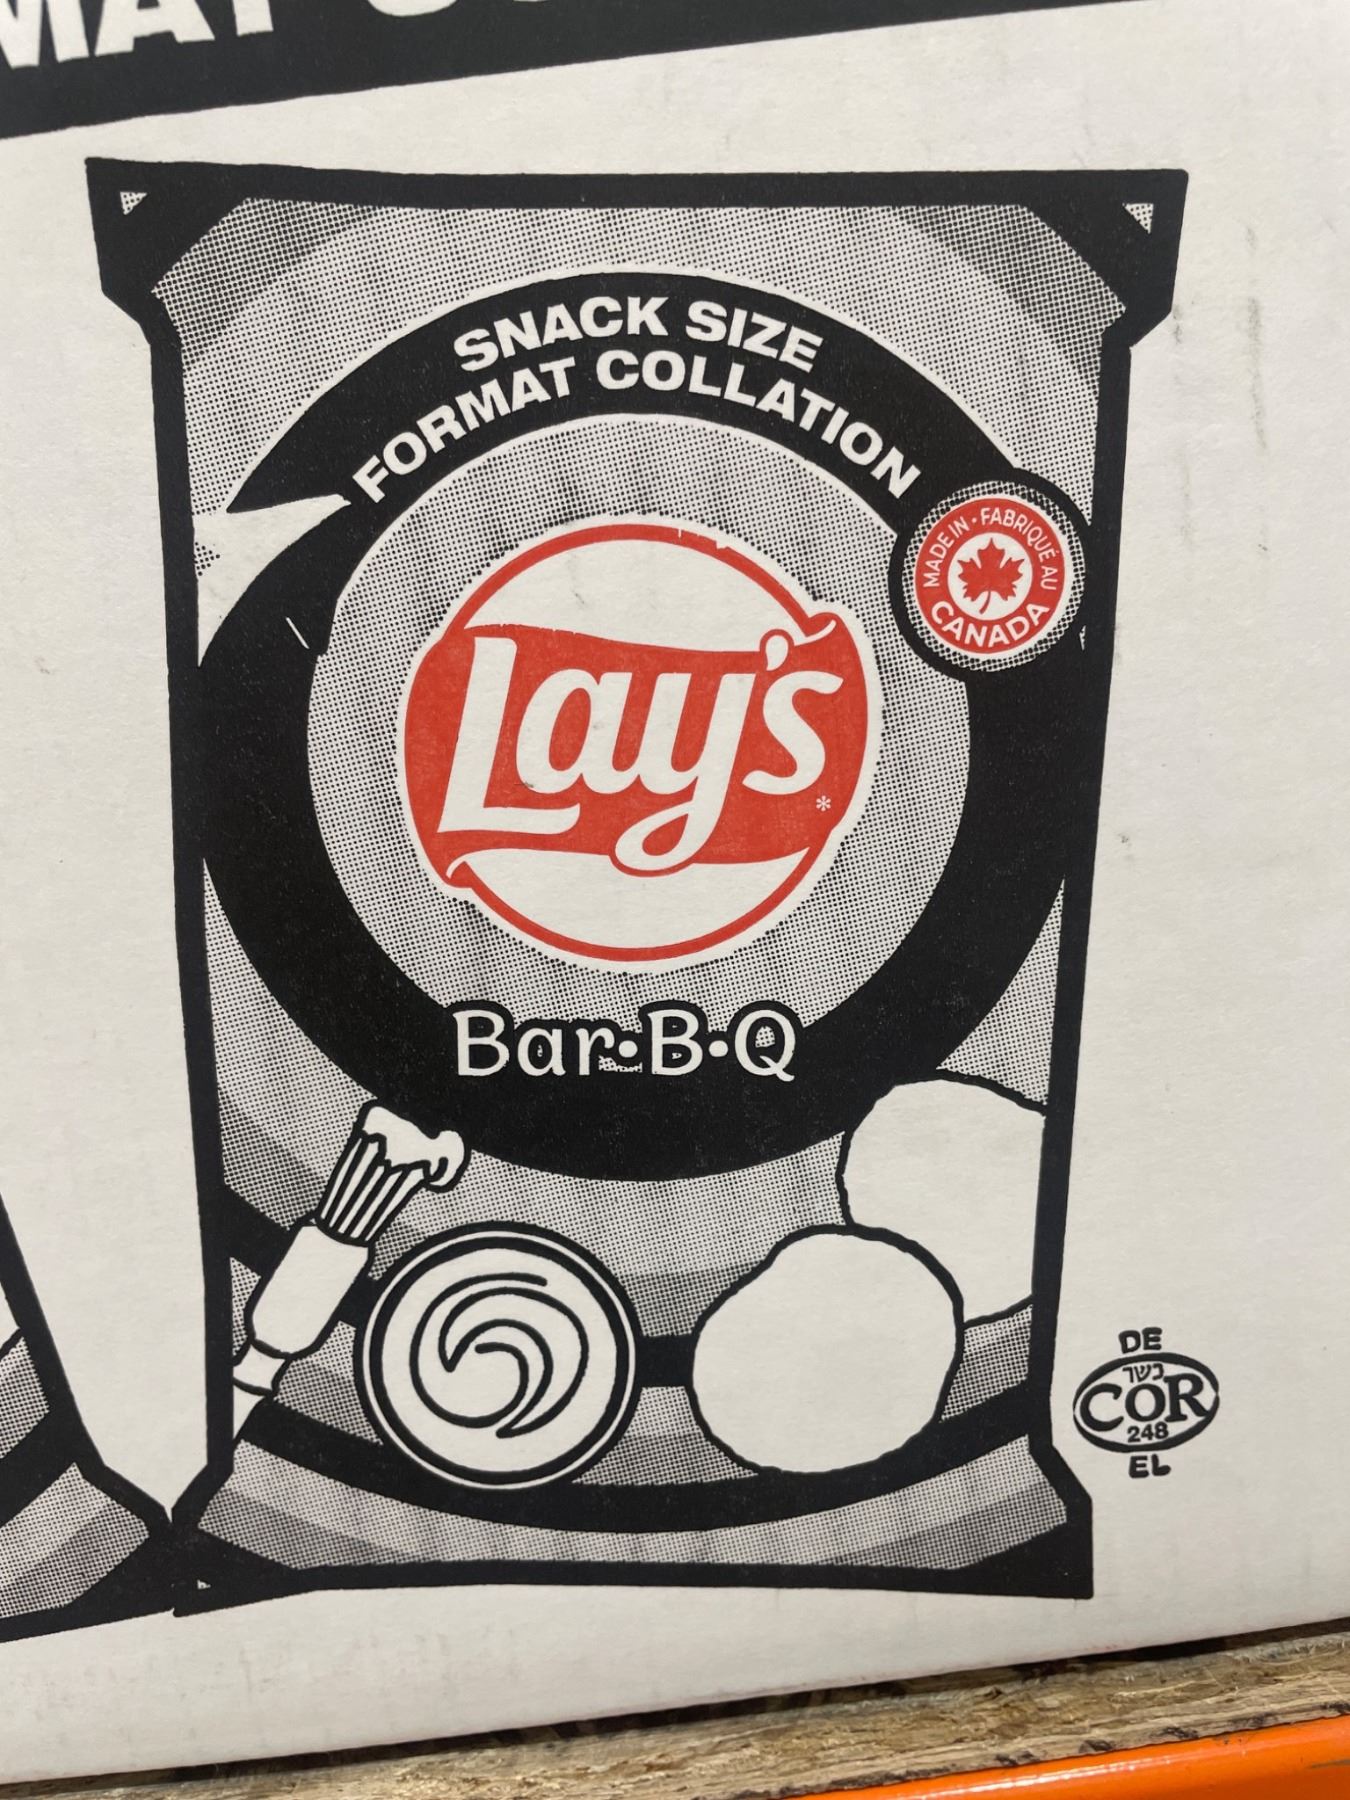 SNACK SIZE
FORMAT COLLATION
MADE IN • FABRIQUÉ AU
CANADA
Lay's*
Bar•B•Q
DE
כשר
COR
248
EL